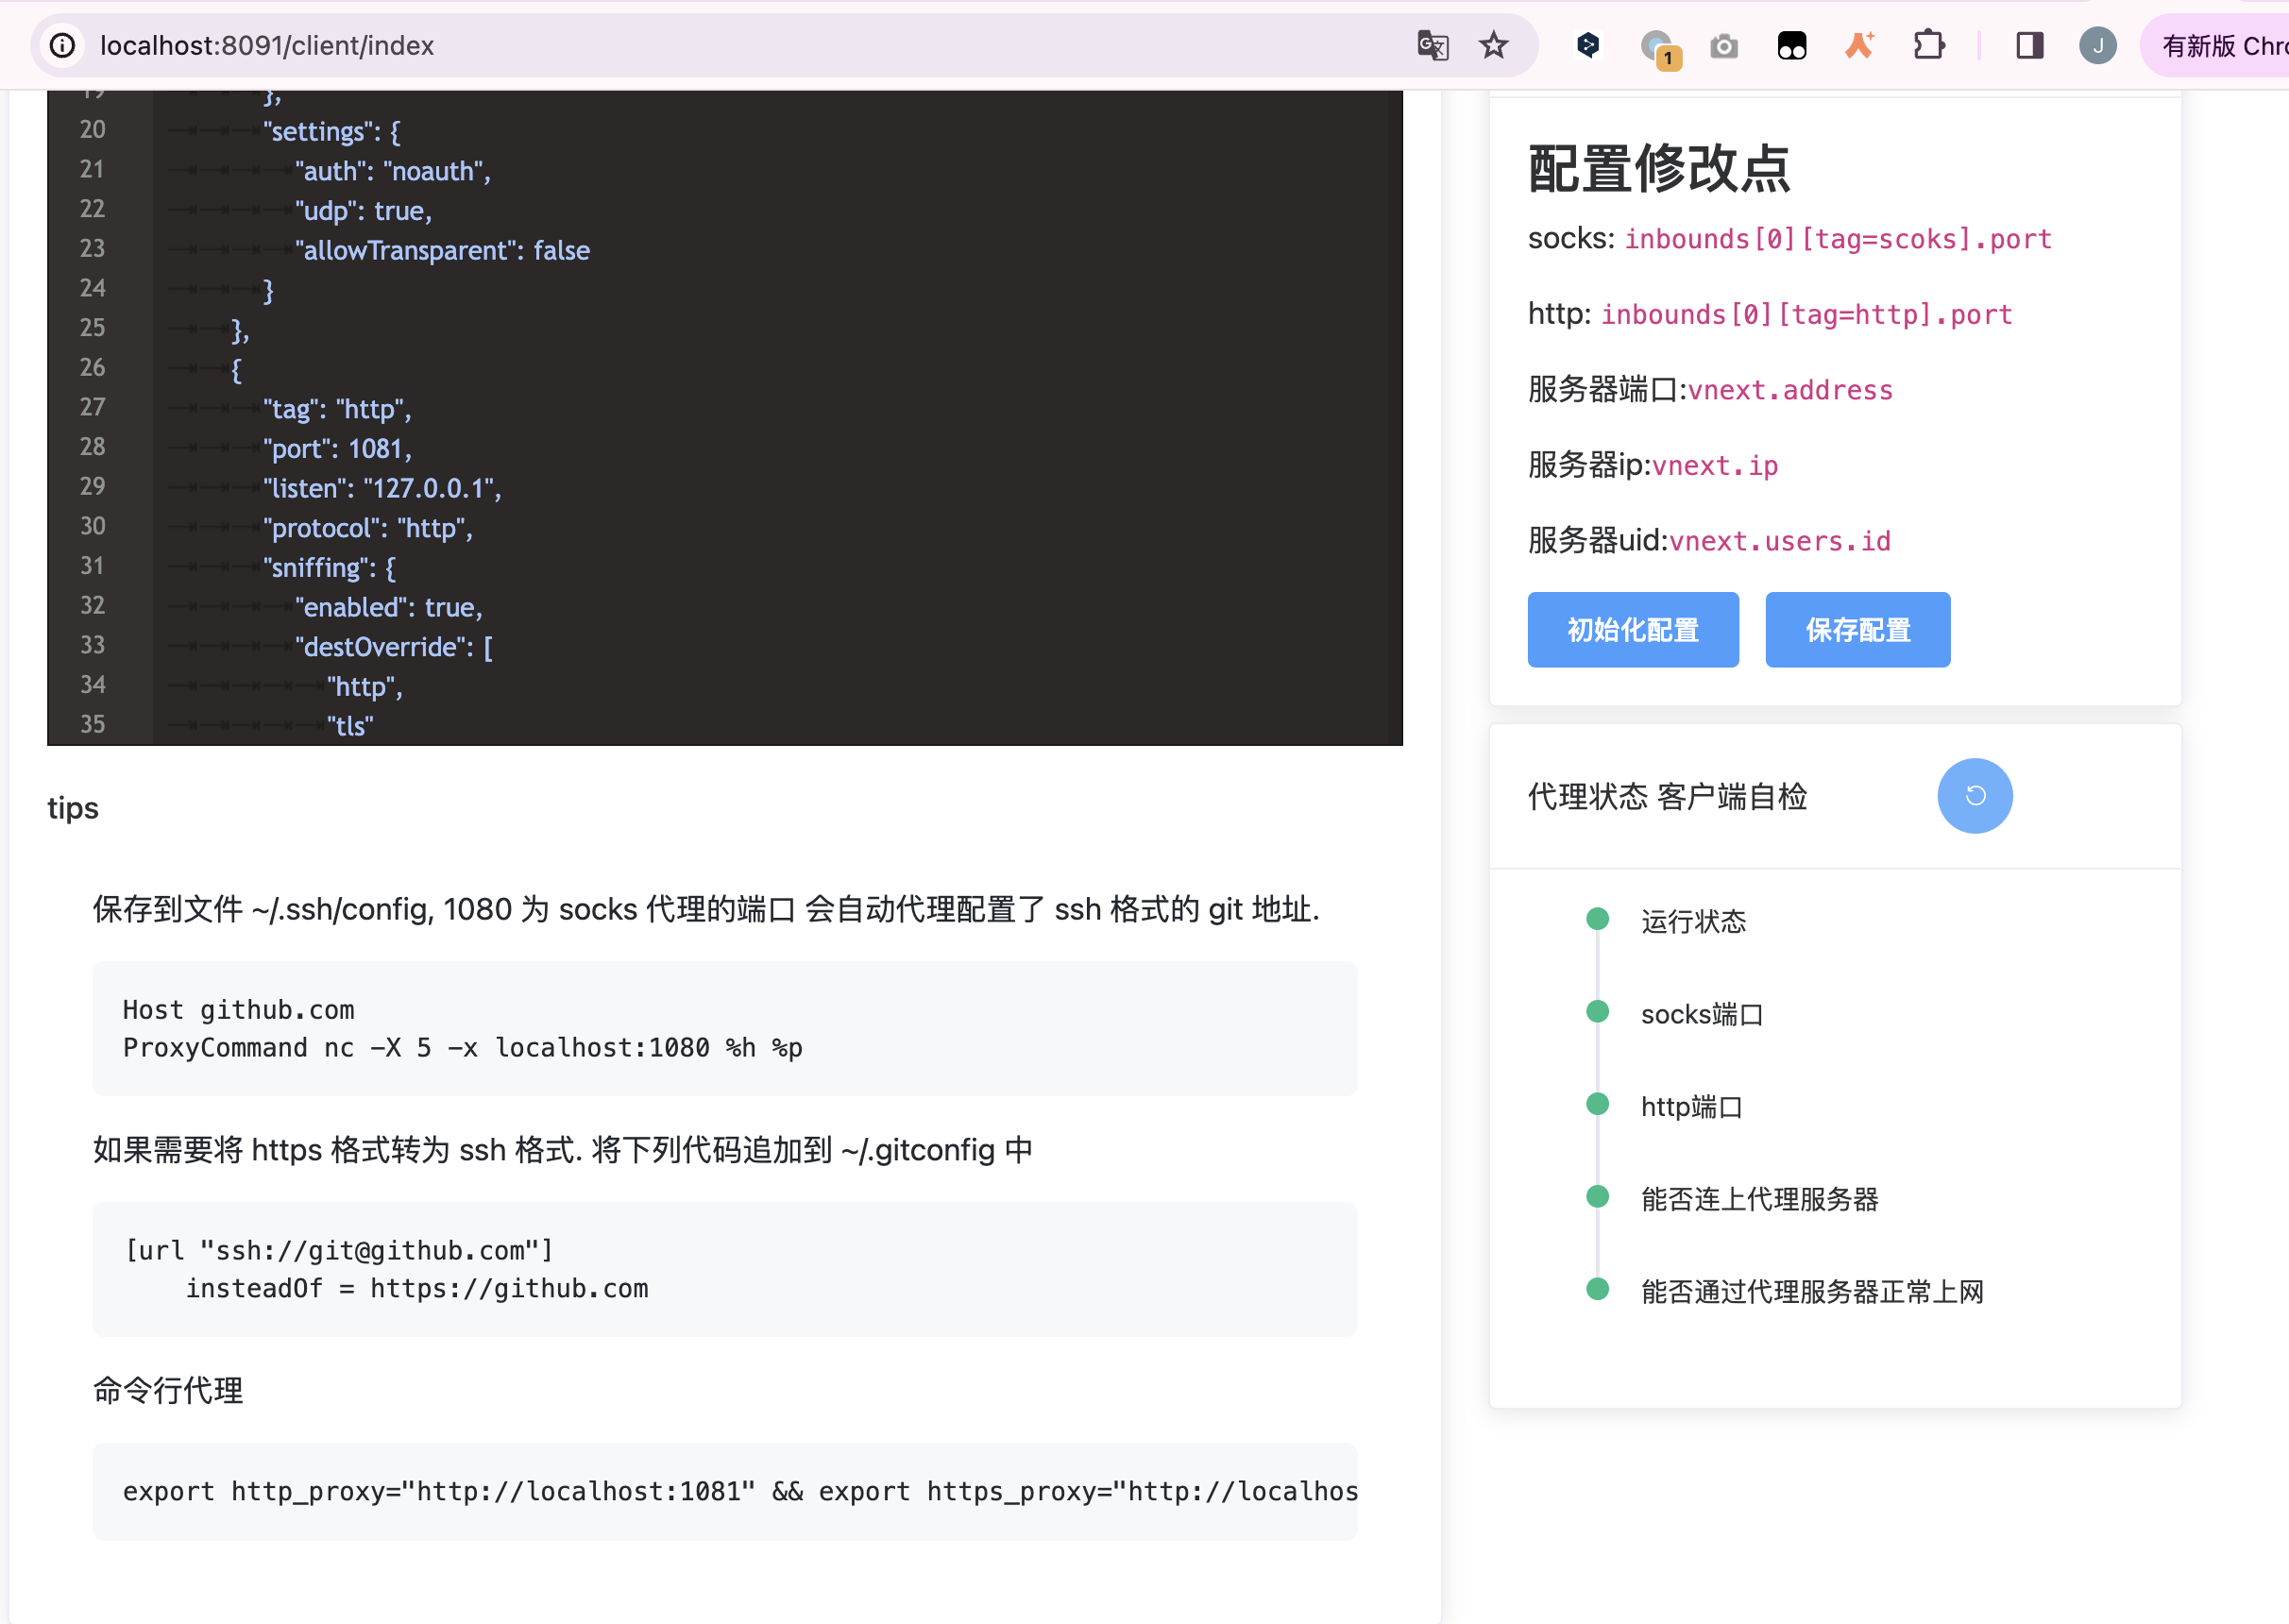 localhost:8091/client/index
1
J
有新版 Chro
19 },
20 "settings": {
21 "auth": "noauth",
22 "udp": true,
23 "allowTransparent": false
24 }
25 },
26 {
27 "tag": "http",
28 "port": 1081,
29 "listen": "127.0.0.1",
30 "protocol": "http",
31 "sniffing": {
32 "enabled": true,
33 "destOverride": [
34 "http",
35 "tls"
tips
保存到文件 ~/.ssh/config, 1080 为 socks 代理的端口 会自动代理配置了 ssh 格式的 git 地址.
Host github.com
ProxyCommand nc -X 5 -x localhost:1080 %h %p
如果需要将 https 格式转为 ssh 格式. 将下列代码追加到 ~/.gitconfig 中
[url "ssh://git@github.com"]
insteadOf = https://github.com
命令行代理
export http_proxy="http://localhost:1081" && export https_proxy="http://localhos
配置修改点
socks: inbounds[0][tag=scoks].port
http: inbounds[0][tag=http].port
服务器端口:vnext.address
服务器ip:vnext.ip
服务器uid:vnext.users.id
初始化配置
保存配置
代理状态 客户端自检
运行状态
socks端口
http端口
能否连上代理服务器
能否通过代理服务器正常上网